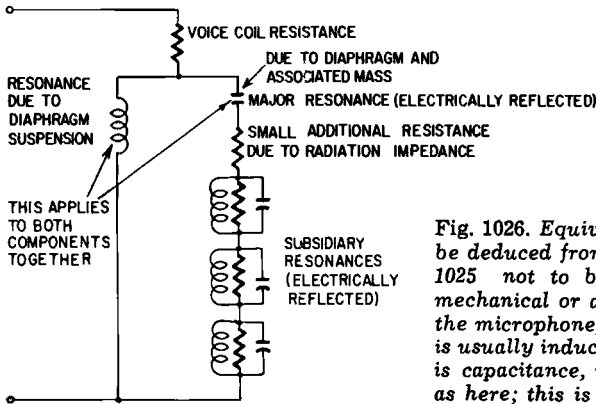 VOICE COIL RESISTANCE
DUE TO DIAPHRAGM AND
ASSOCIATED MASS
RESONANCE
DUE TO
DIAPHRAGM
SUSPENSION
MAJOR RESONANCE (ELECTRICALLY REFLECTED)
SMALL ADDITIONAL RESISTANCE
DUE TO RADIATION IMPEDANCE
THIS APPLIES
TO BOTH
COMPONENTS
TOGETHER
SUBSIDIARY
RESONANCES
(ELECTRICALLY
REFLECTED)
Fig. 1026. Equiv
be deduced from
1025 not to b
mechanical or a
the microphone,
is usually induc
is capacitance,
as here; this is